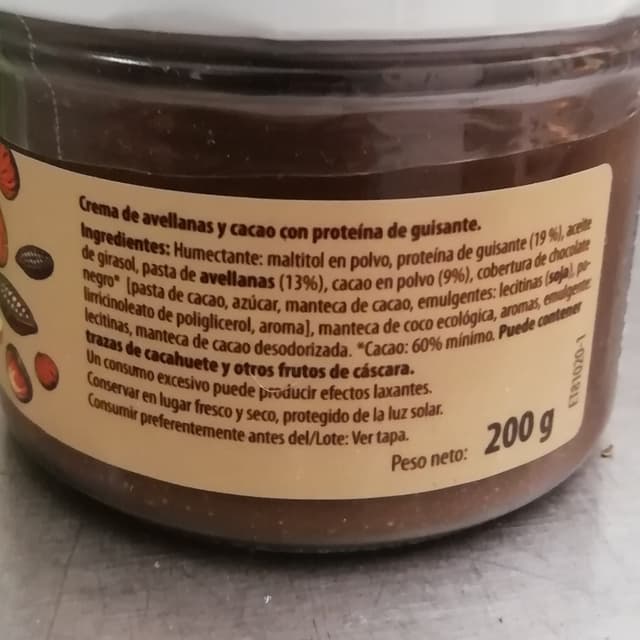 Crema de avellanas y cacao con proteína de guisante.
Ingredientes: Humectante: maltitol en polvo, proteína de guisante (19 %), aceite
de girasol, pasta de avellanas (13%), cacao en polvo (9%), cobertura de chocolate
negro* [pasta de cacao, azúcar, manteca de cacao, emulgentes: lecitinas (soja), po-
lirricinoleato de poliglicerol, aroma], manteca de coco ecológica, aromas, emulgente:
lecitinas, manteca de cacao desodorizada. *Cacao: 60% mínimo. Puede contener
trazas de cacahuete y otros frutos de cáscara.
Un consumo excesivo puede producir efectos laxantes.
Conservar en lugar fresco y seco, protegido de la luz solar.
Consumir preferentemente antes del/Lote: Ver tapa.
Peso neto: 200 g
ET81020-1